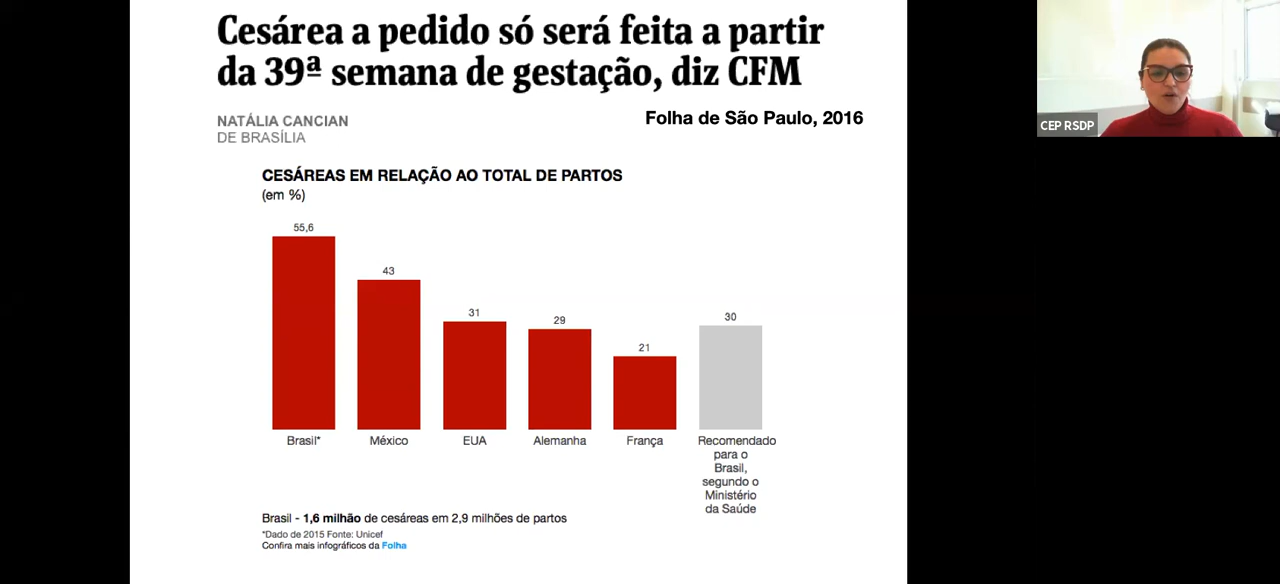 Cesárea a pedido só será feita a partir
da 39ª semana de gestação, diz CFM
NATÁLIA CANCIAN
DE BRASÍLIA
Folha de São Paulo, 2016
CESÁREAS EM RELAÇÃO AO TOTAL DE PARTOS
(em %)
55,6
43
31
29
21
30
Brasil*
México
EUA
Alemanha
França
Recomendado
para o
Brasil,
segundo o
Ministério
da Saúde
Brasil - 1,6 milhão de cesáreas em 2,9 milhões de partos
*Dado de 2015 Fonte: Unicef
Confira mais infográficos da Folha
CEP RSDP